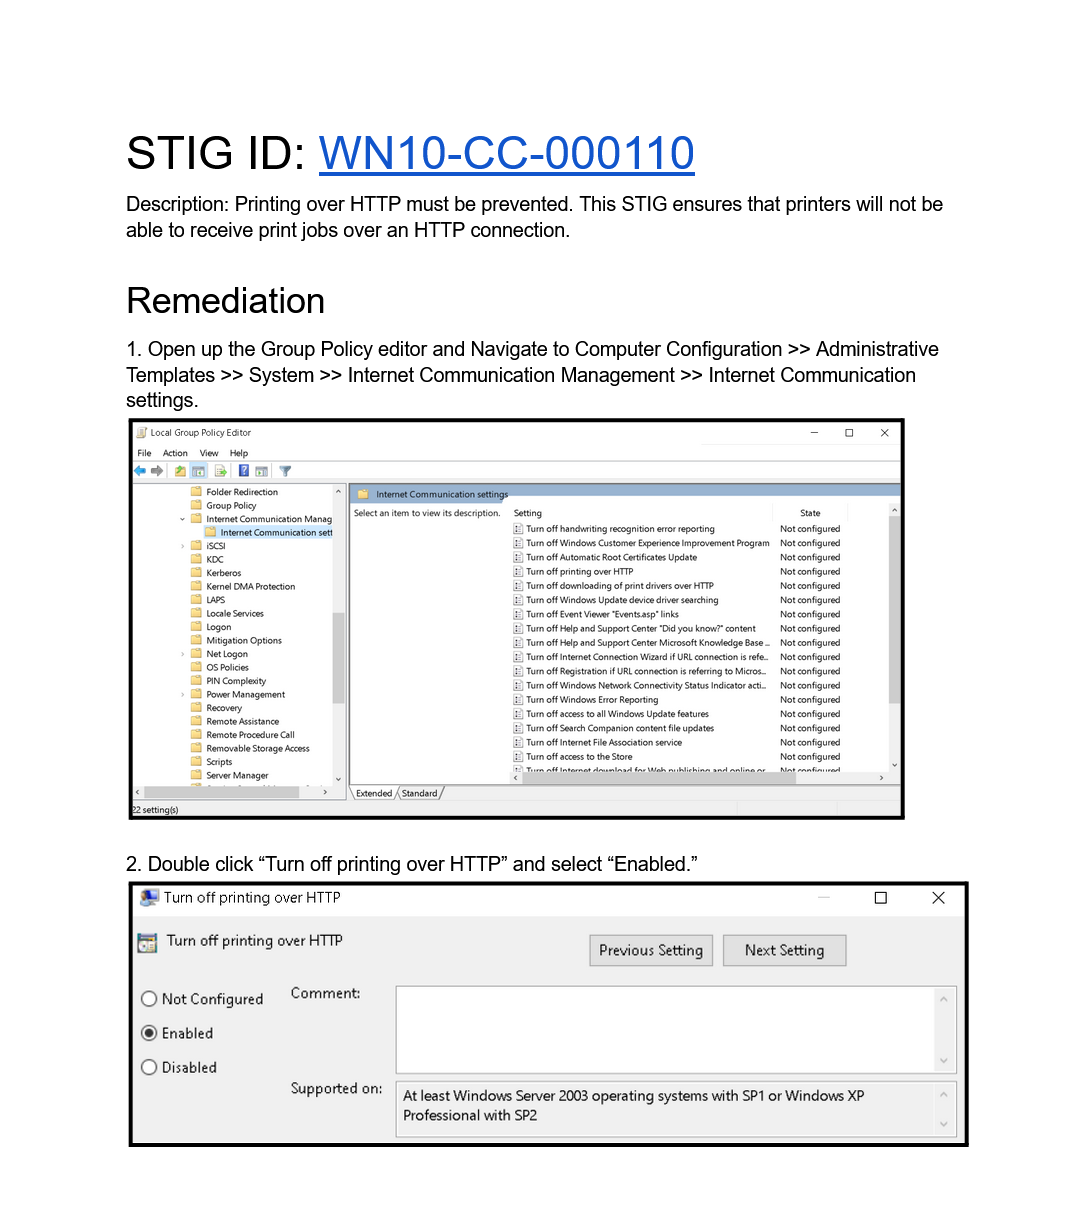 STIG ID: WN10-CC-000110
Description: Printing over HTTP must be prevented. This STIG ensures that printers will not be
able to receive print jobs over an HTTP connection.
Remediation
1. Open up the Group Policy editor and Navigate to Computer Configuration >> Administrative
Templates >> System >> Internet Communication Management >> Internet Communication
settings.
Local Group Policy Editor
File Action View Help
Folder Redirection
Group Policy
Internet Communication Manag
Internet Communication sett
iSCSI
KDC
Kerberos
Kernel DMA Protection
LAPS
Locale Services
Logon
Mitigation Options
Net Logon
OS Policies
PIN Complexity
Power Management
Recovery
Remote Assistance
Remote Procedure Call
Removable Storage Access
Scripts
Server Manager
Internet Communication settings
Select an item to view its description.
Setting State
Turn off handwriting recognition error reporting Not configured
Turn off Windows Customer Experience Improvement Program Not configured
Turn off Automatic Root Certificates Update Not configured
Turn off printing over HTTP Not configured
Turn off downloading of print drivers over HTTP Not configured
Turn off Windows Update device driver searching Not configured
Turn off Event Viewer "Events.asp" links Not configured
Turn off Help and Support Center "Did you know?" content Not configured
Turn off Help and Support Center Microsoft Knowledge Base ... Not configured
Turn off Internet Connection Wizard if URL connection is refe... Not configured
Turn off Registration if URL connection is referring to Micros... Not configured
Turn off Windows Network Connectivity Status Indicator acti... Not configured
Turn off Windows Error Reporting Not configured
Turn off access to all Windows Update features Not configured
Turn off Search Companion content file updates Not configured
Turn off Internet File Association service Not configured
Turn off access to the Store Not configured
Turn off Internet download for Web publishing and online or Not configured
Extended Standard
22 setting(s)
2. Double click “Turn off printing over HTTP” and select “Enabled.”
Turn off printing over HTTP
Turn off printing over HTTP
Previous Setting Next Setting
Not Configured
Enabled
Disabled
Comment:
Supported on:
At least Windows Server 2003 operating systems with SP1 or Windows XP
Professional with SP2